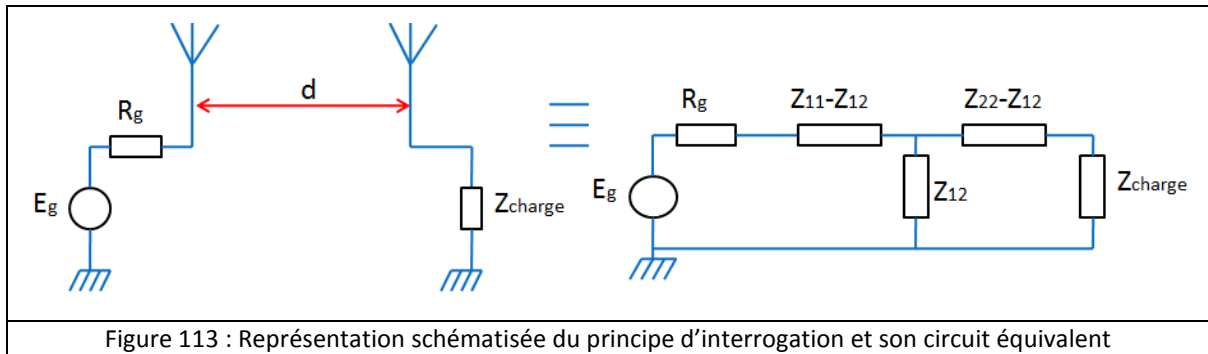 d
Rg
Eg
Zcharge
Rg
Z11-Z12
Z22-Z12
Eg
Z12
Zcharge
Figure 113 : Représentation schématisée du principe d’interrogation et son circuit équivalent